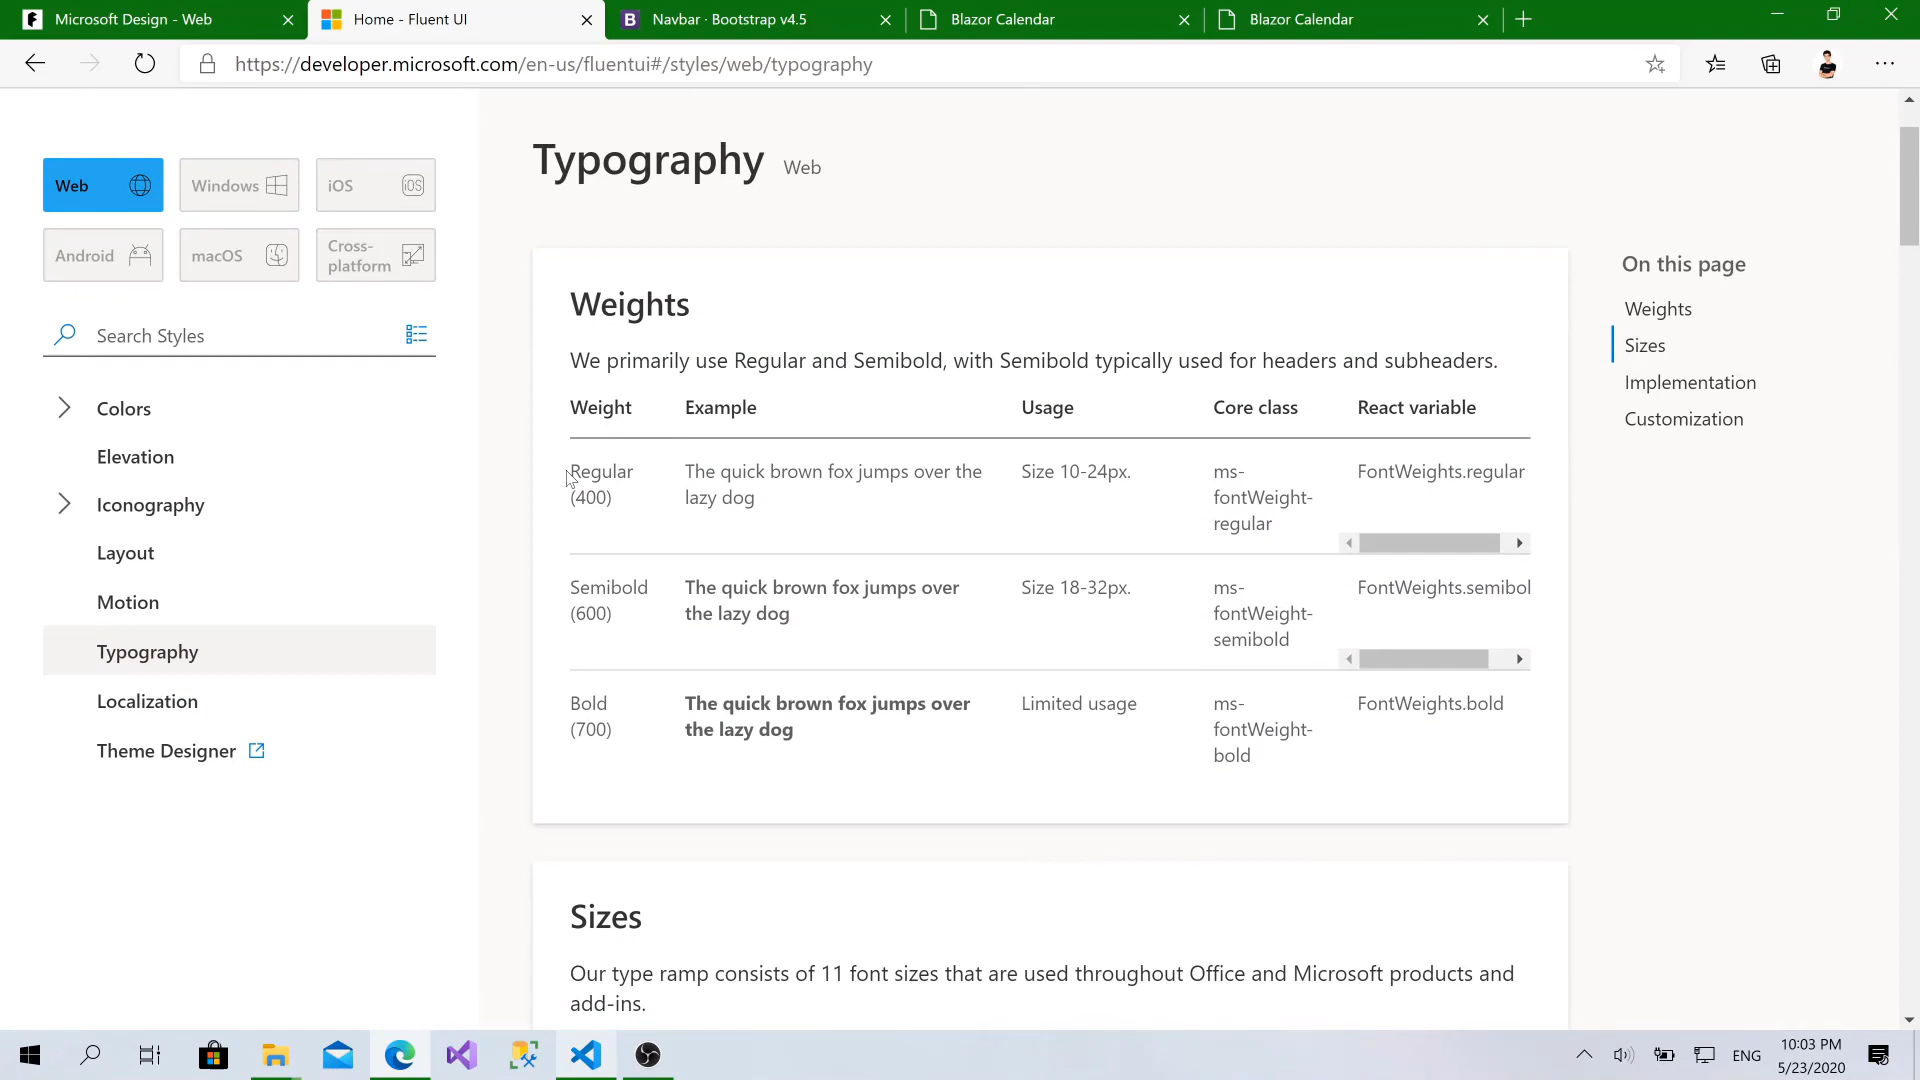 Microsoft Design - Web
Home - Fluent UI
B
Navbar · Bootstrap v4.5
Blazor Calendar
Blazor Calendar
https://developer.microsoft.com/en-us/fluentui#/styles/web/typography
Web
Windows
iOS
iOS
Android
macOS
Cross-
platform
Search Styles
Colors
Elevation
Iconography
Layout
Motion
Typography
Localization
Theme Designer
Typography Web
Weights
We primarily use Regular and Semibold, with Semibold typically used for headers and subheaders.
Weight Example Usage Core class React variable
Regular The quick brown fox jumps over the Size 10-24px. ms- FontWeights.regular
(400) lazy dog fontWeight-
regular
Semibold The quick brown fox jumps over Size 18-32px. ms- FontWeights.semibol
(600) the lazy dog fontWeight-
semibold
Bold The quick brown fox jumps over Limited usage ms- FontWeights.bold
(700) the lazy dog fontWeight-
bold
Sizes
Our type ramp consists of 11 font sizes that are used throughout Office and Microsoft products and
add-ins.
On this page
Weights
Sizes
Implementation
Customization
ENG
10:03 PM
5/23/2020